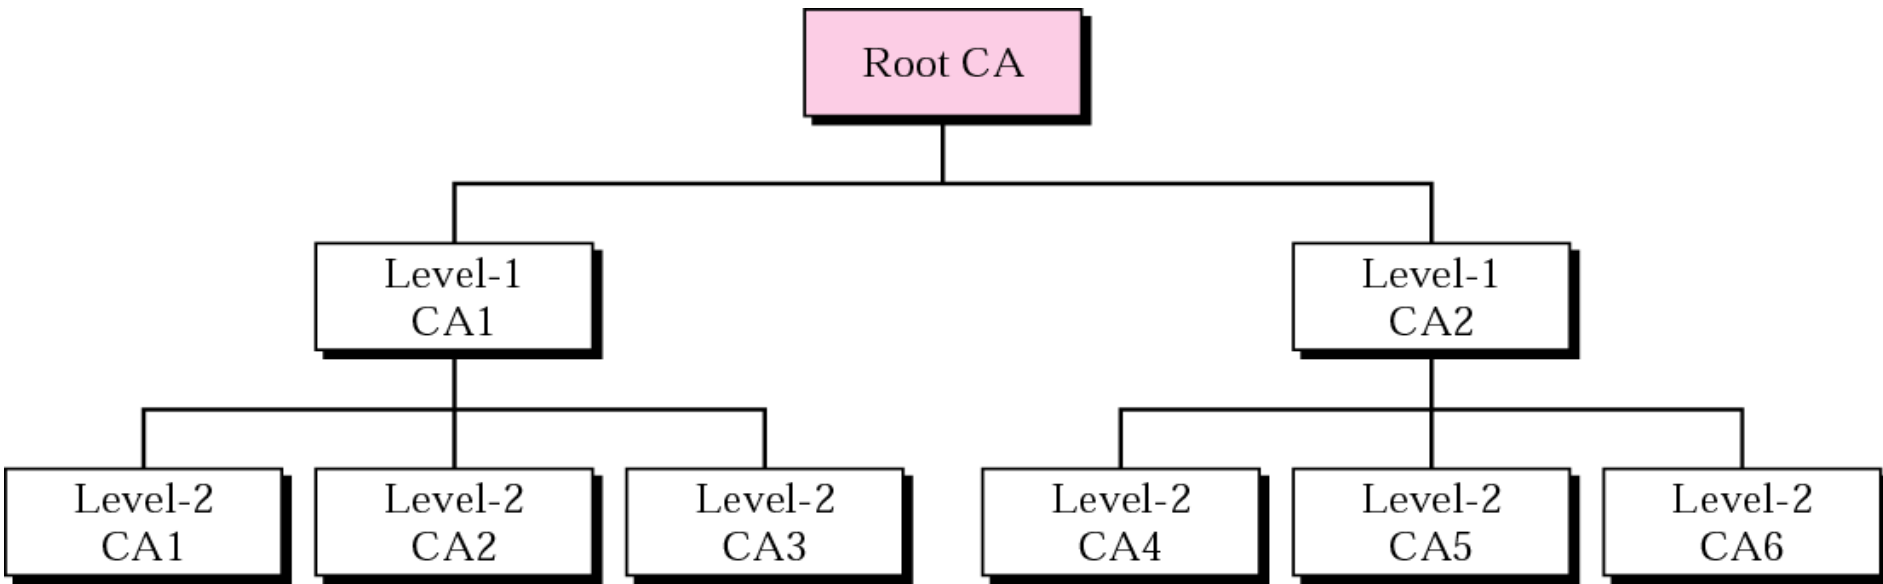 Root CA
Level-1
CA1
Level-1
CA2
Level-2
CA1
Level-2
CA2
Level-2
CA3
Level-2
CA4
Level-2
CA5
Level-2
CA6